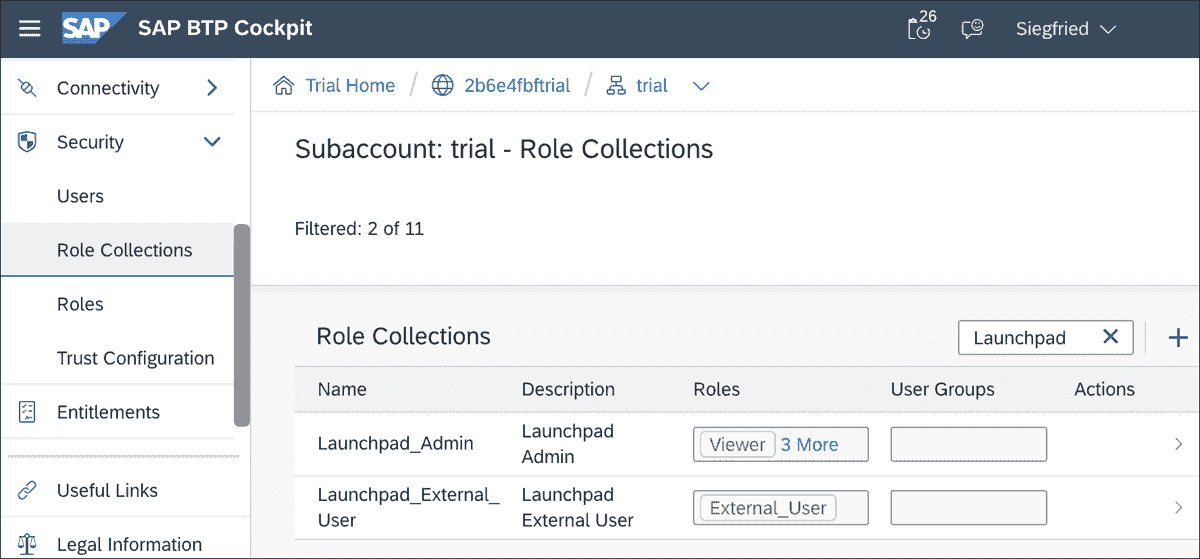 SAP SAP BTP Cockpit 26 Siegfried
Connectivity
Security
Users
Role Collections
Roles
Trust Configuration
Entitlements
Useful Links
Legal Information
Trial Home / 2b6e4fbftrial / trial
Subaccount: trial - Role Collections
Filtered: 2 of 11
Role Collections Launchpad
Name Description Roles User Groups Actions
Launchpad_Admin
Launchpad
Admin
Viewer 3 More
Launchpad_External_
User
Launchpad
External User
External_User